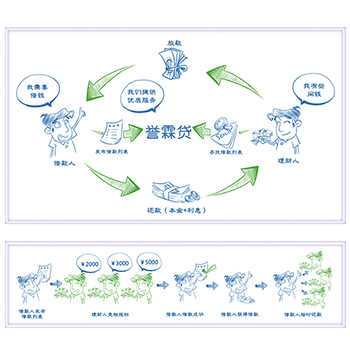 放款
我需要
借钱
我们提供
优质服务
我有些
闲钱
誉霖贷
借款人
发布借款列表
寻找借款列表
理财人
还款（本金+利息）
¥2000
¥3000
¥5000
借款人发布
借款列表
理财人竞相投标
借款人借款成功
借款人获得借款
借款人按时还款